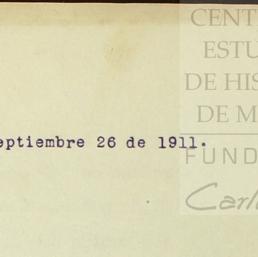 CENT
ESTU
DE HIS
DE M
FUND
Carl
eptiembre 26 de 1911.